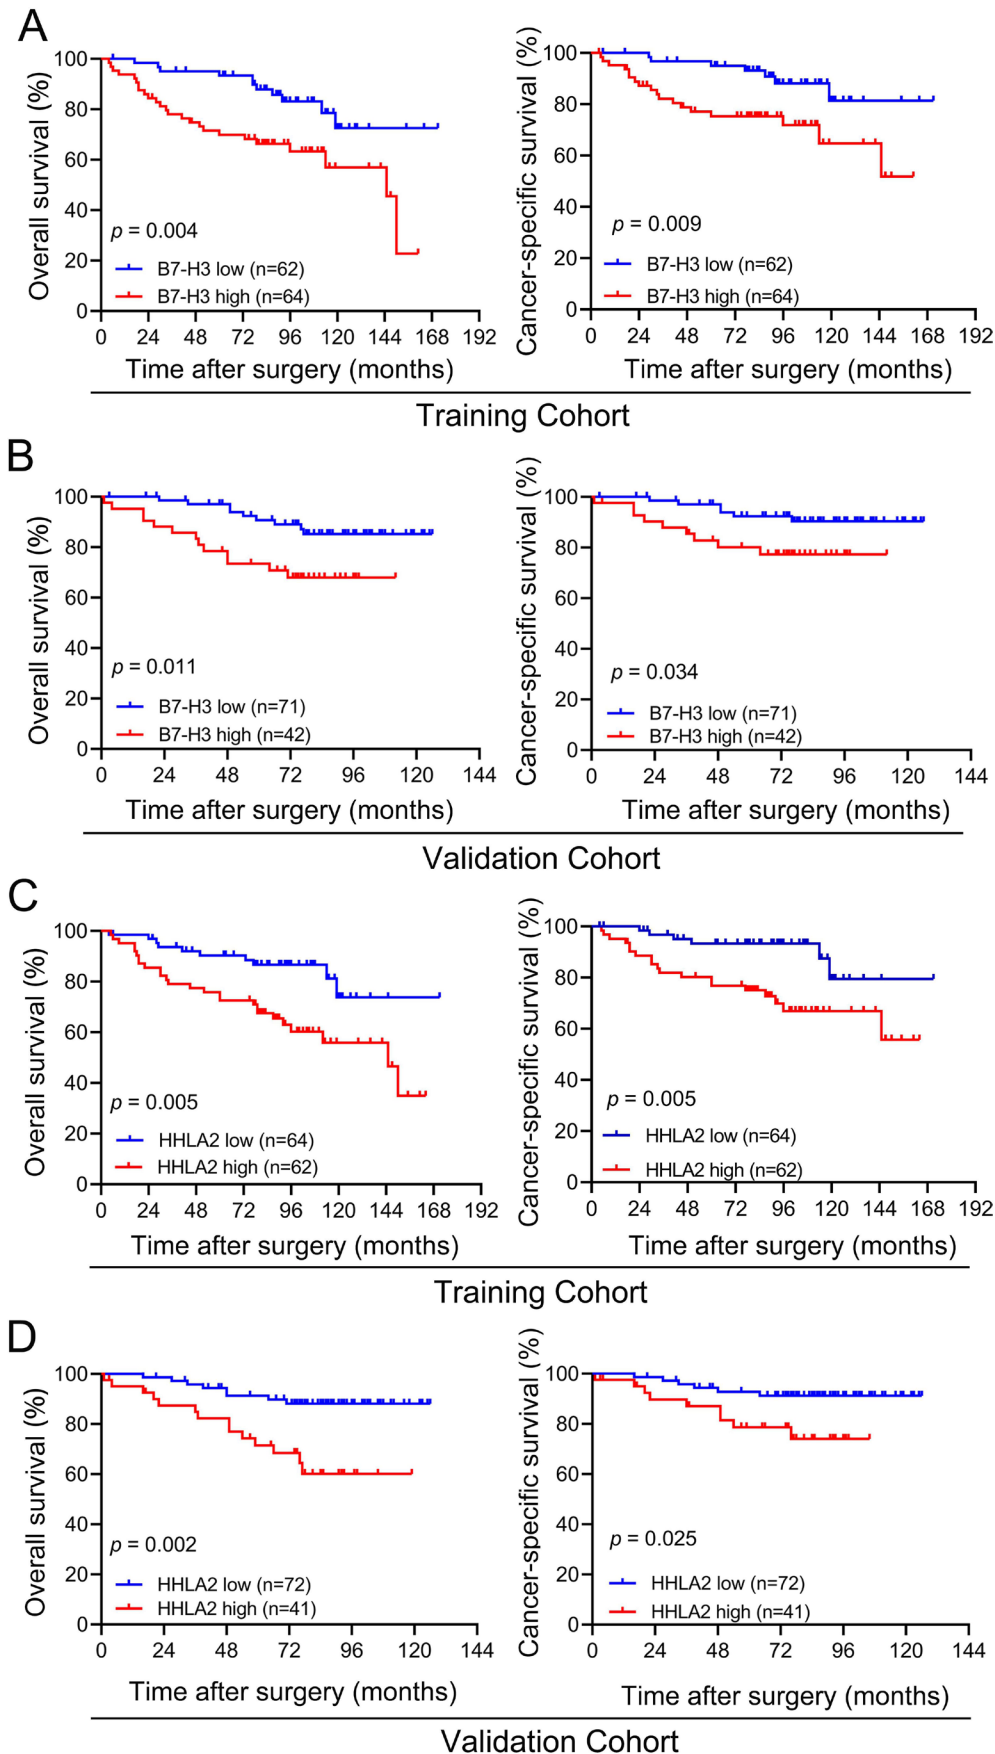 A
Overall survival (%)
100
80
60
40
20
0
p = 0.004
B7-H3 low (n=62)
B7-H3 high (n=64)
0 24 48 72 96 120 144 168 192
Time after surgery (months)
Cancer-specific survival (%)
100
80
60
40
20
0
p = 0.009
B7-H3 low (n=62)
B7-H3 high (n=64)
0 24 48 72 96 120 144 168 192
Time after surgery (months)
Training Cohort
B
Overall survival (%)
100
80
60
40
20
0
p = 0.011
B7-H3 low (n=71)
B7-H3 high (n=42)
0 24 48 72 96 120 144
Time after surgery (months)
Cancer-specific survival (%)
100
80
60
40
20
0
p = 0.034
B7-H3 low (n=71)
B7-H3 high (n=42)
0 24 48 72 96 120 144
Time after surgery (months)
Validation Cohort
C
Overall survival (%)
100
80
60
40
20
0
p = 0.005
HHLA2 low (n=64)
HHLA2 high (n=62)
0 24 48 72 96 120 144 168 192
Time after surgery (months)
Cancer-specific survival (%)
100
80
60
40
20
0
p = 0.005
HHLA2 low (n=64)
HHLA2 high (n=62)
0 24 48 72 96 120 144 168 192
Time after surgery (months)
Training Cohort
D
Overall survival (%)
100
80
60
40
20
0
p = 0.002
HHLA2 low (n=72)
HHLA2 high (n=41)
0 24 48 72 96 120 144
Time after surgery (months)
Cancer-specific survival (%)
100
80
60
40
20
0
p = 0.025
HHLA2 low (n=72)
HHLA2 high (n=41)
0 24 48 72 96 120 144
Time after surgery (months)
Validation Cohort